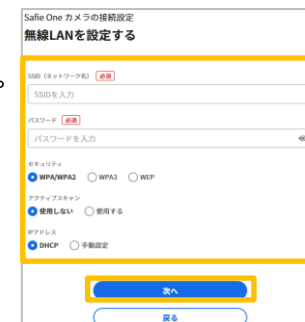 Safie One カメラの接続設定
無線LANを設定する
。
SSID（ネットワーク名） 必須
SSIDを入力
パスワード 必須
パスワードを入力
セキュリティ
WPA/WPA2 WPA3 WEP
アクティブスキャン
使用しない 使用する
IPアドレス
DHCP 手動設定
次へ
戻る